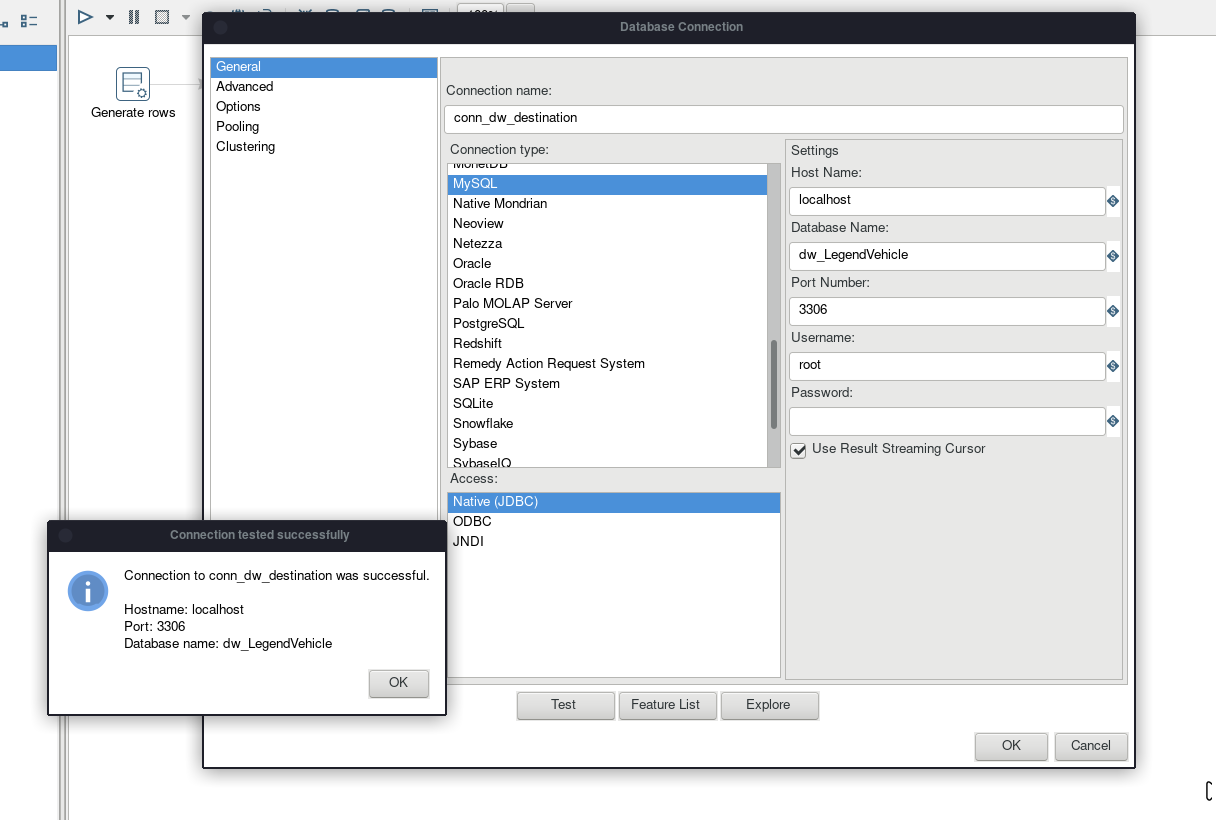 Database Connection
Generate rows
General
Advanced
Options
Pooling
Clustering
Connection name:
conn_dw_destination
Connection type:
MonetDB
MySQL
Native Mondrian
Neoview
Netezza
Oracle
Oracle RDB
Palo MOLAP Server
PostgreSQL
Redshift
Remedy Action Request System
SAP ERP System
SQLite
Snowflake
Sybase
SybaseIQ
Access:
Native (JDBC)
ODBC
JNDI
Settings
Host Name:
localhost
Database Name:
dw_LegendVehicle
Port Number:
3306
Username:
root
Password:
Use Result Streaming Cursor
Test
Feature List
Explore
OK
Cancel
Connection tested successfully
Connection to conn_dw_destination was successful.
Hostname: localhost
Port: 3306
Database name: dw_LegendVehicle
OK